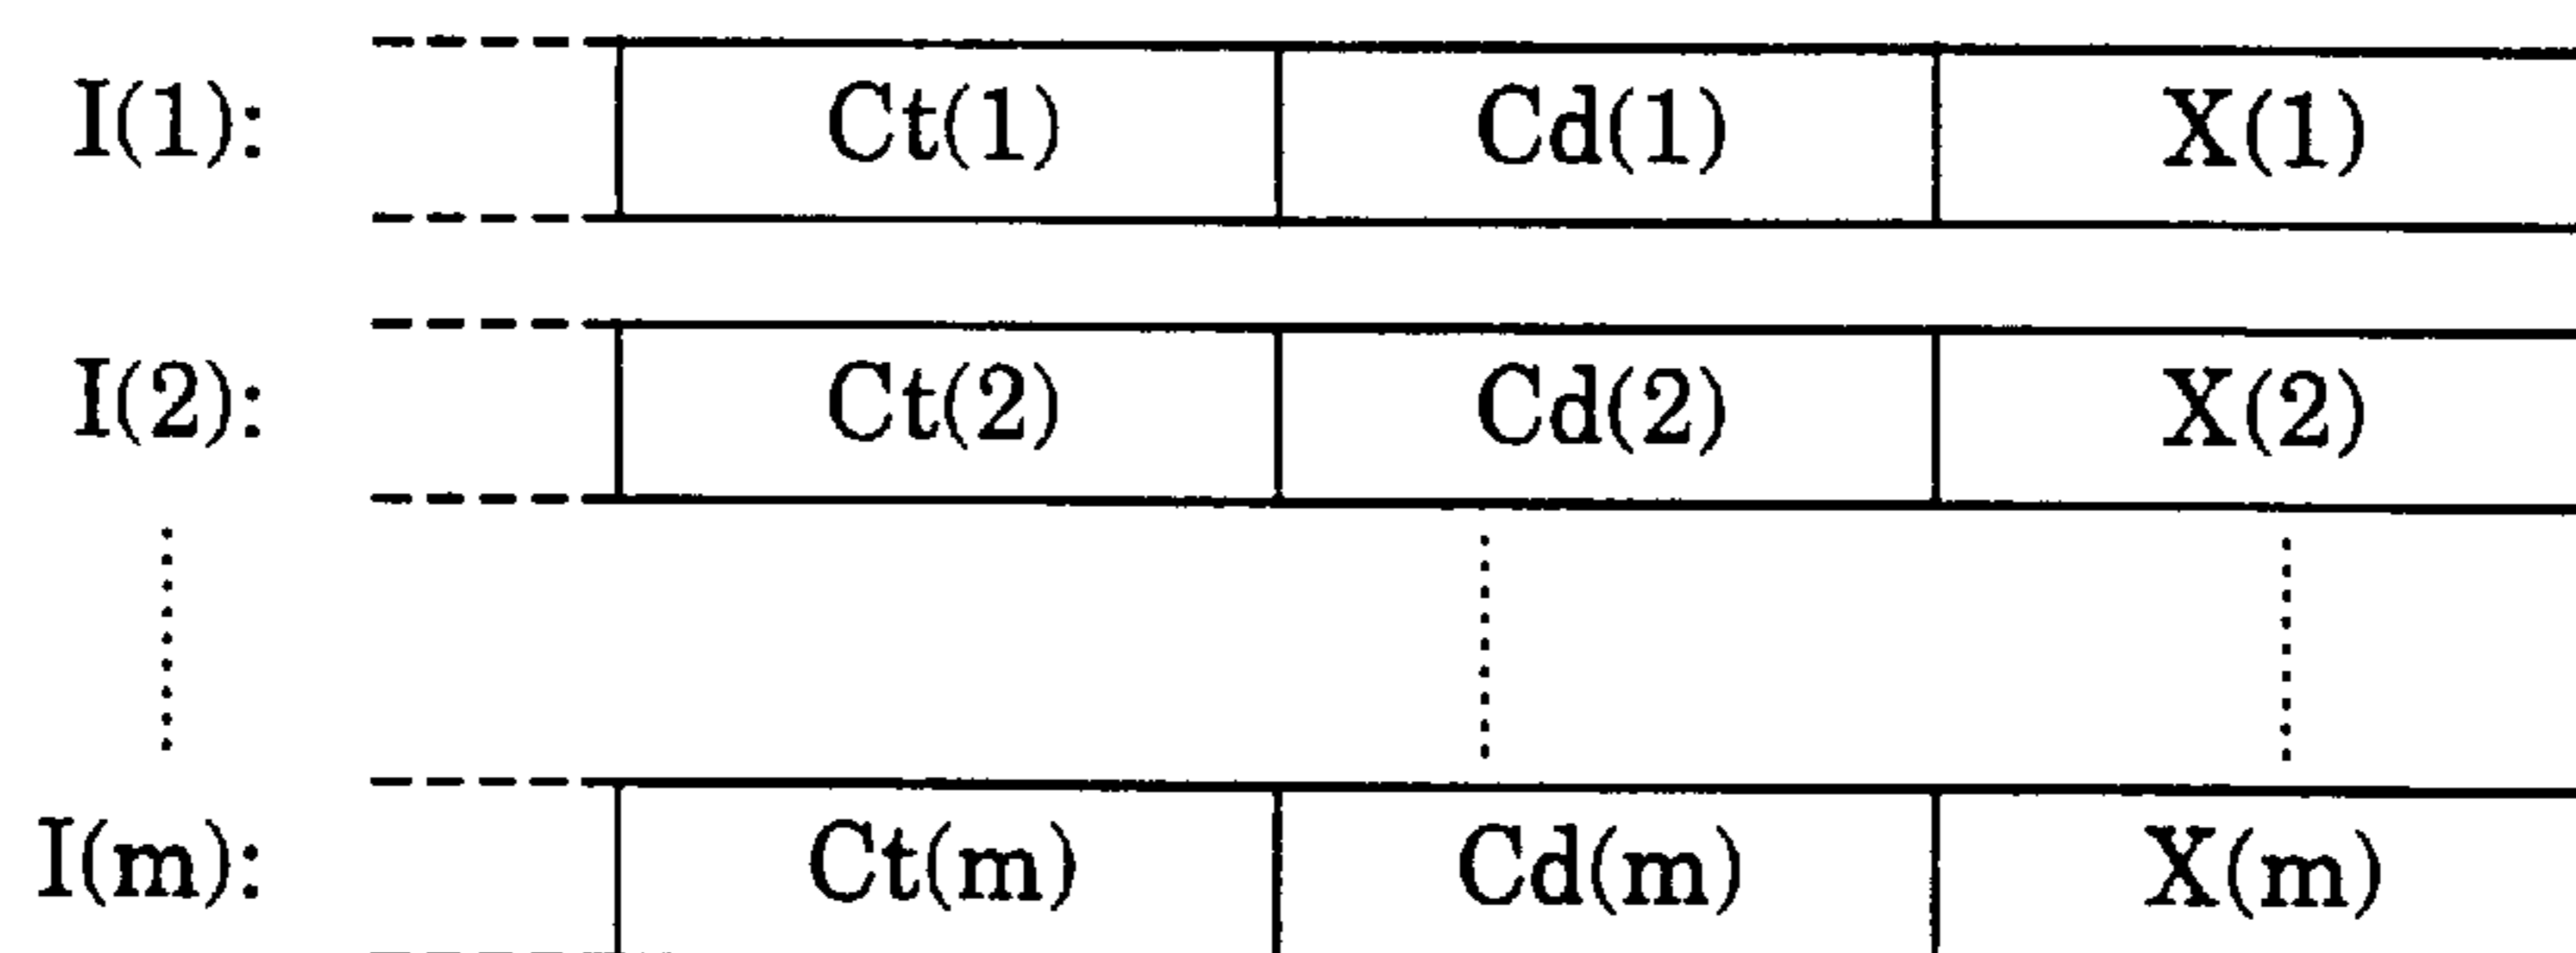 I(1): Ct(1) Cd(1) X(1)
I(2): Ct(2) Cd(2) X(2)
I(m): Ct(m) Cd(m) X(m)